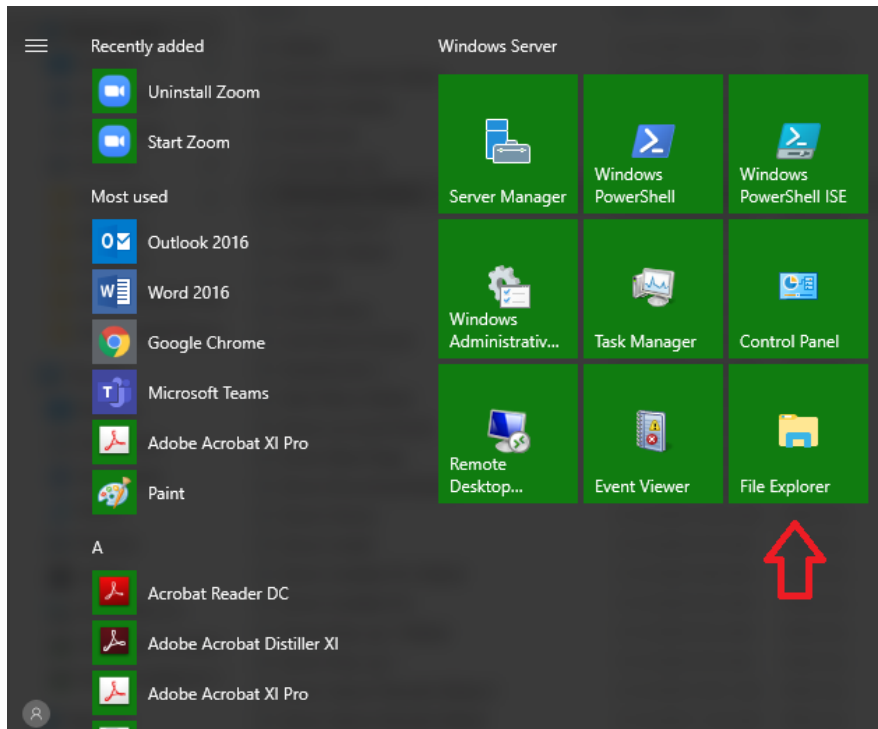 Recently added
Uninstall Zoom
Start Zoom
Most used
Outlook 2016
Word 2016
Google Chrome
Microsoft Teams
Adobe Acrobat XI Pro
Paint
A
Acrobat Reader DC
Adobe Acrobat Distiller XI
Adobe Acrobat XI Pro
Windows Server
Server Manager
Windows
PowerShell
Windows
PowerShell ISE
Windows
Administrativ...
Task Manager
Control Panel
Remote
Desktop...
Event Viewer
File Explorer